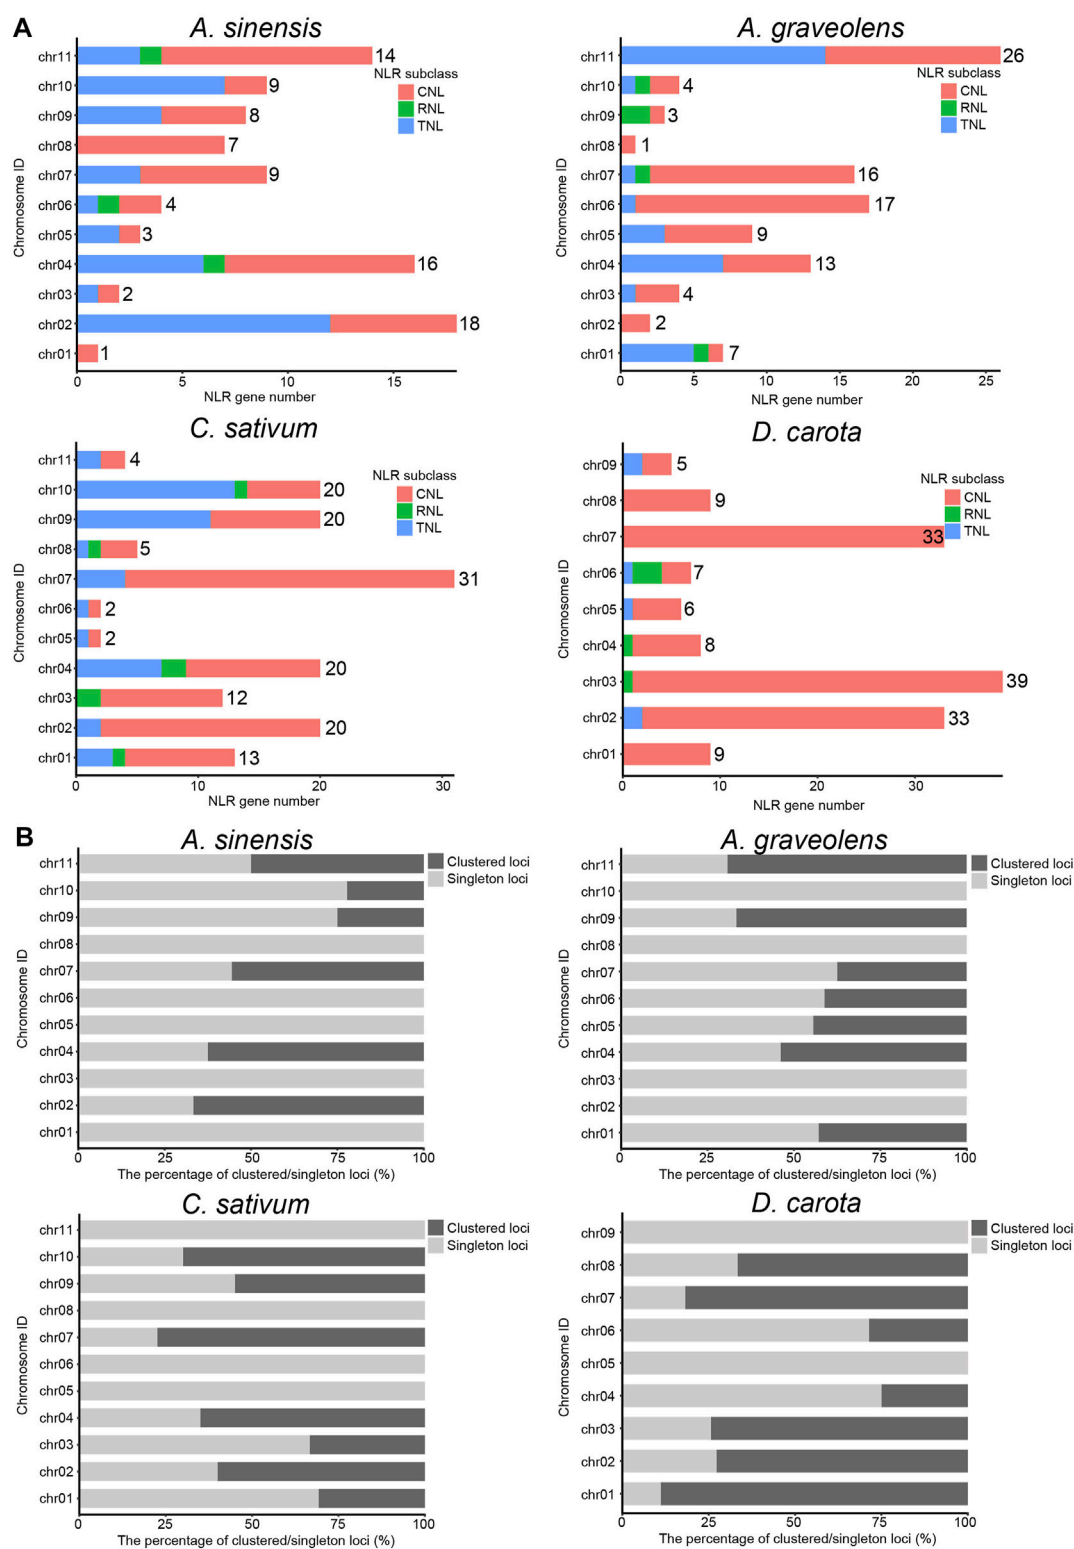 A
A. sinensis
chr11
14
chr10
9
chr09
8
chr08
7
chr07
9
chr06
4
chr05
3
chr04
16
chr03
2
chr02
18
chr01
1
0 5 10 15
NLR gene number
Chromosome ID
NLR subclass
CNL
RNL
TNL
A. graveolens
chr11
26
chr10
4
chr09
3
chr08
1
chr07
16
chr06
17
chr05
9
chr04
13
chr03
4
chr02
2
chr01
7
0 5 10 15 20 25
NLR gene number
Chromosome ID
NLR subclass
CNL
RNL
TNL
C. sativum
chr11
4
chr10
20
chr09
20
chr08
5
chr07
31
chr06
2
chr05
2
chr04
20
chr03
12
chr02
20
chr01
13
0 10 20 30
NLR gene number
Chromosome ID
NLR subclass
CNL
RNL
TNL
D. carota
chr09
5
chr08
9
chr07
33
chr06
7
chr05
6
chr04
8
chr03
39
chr02
33
chr01
9
0 10 20 30
NLR gene number
Chromosome ID
NLR subclass
CNL
RNL
TNL
B
A. sinensis
chr11
chr10
chr09
chr08
chr07
chr06
chr05
chr04
chr03
chr02
chr01
0 25 50 75 100
The percentage of clustered/singleton loci (%)
Chromosome ID
Clustered loci
Singleton loci
A. graveolens
chr11
chr10
chr09
chr08
chr07
chr06
chr05
chr04
chr03
chr02
chr01
0 25 50 75 100
The percentage of clustered/singleton loci (%)
Chromosome ID
Clustered loci
Singleton loci
C. sativum
chr11
chr10
chr09
chr08
chr07
chr06
chr05
chr04
chr03
chr02
chr01
0 25 50 75 100
The percentage of clustered/singleton loci (%)
Chromosome ID
Clustered loci
Singleton loci
D. carota
chr09
chr08
chr07
chr06
chr05
chr04
chr03
chr02
chr01
0 25 50 75 100
The percentage of clustered/singleton loci (%)
Chromosome ID
Clustered loci
Singleton loci